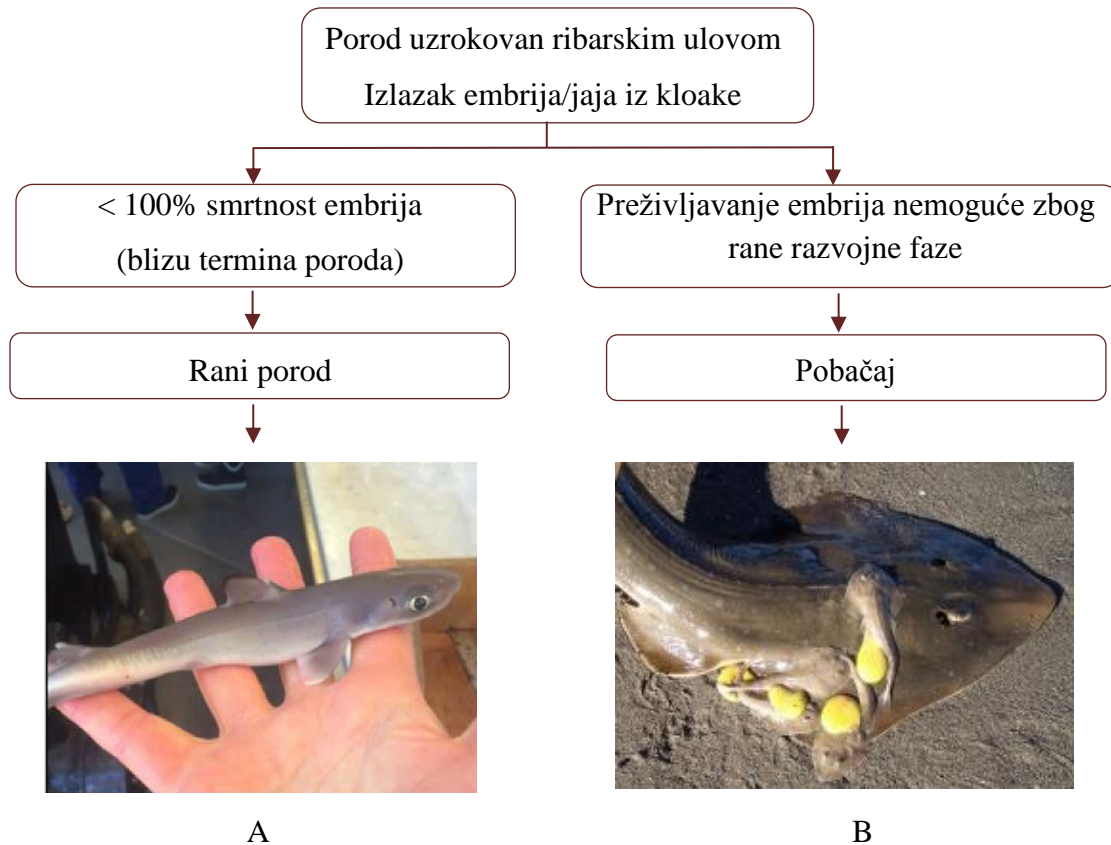 Porod uzrokovan ribarskim ulovom
Izlazak embrija/jaja iz kloake
< 100% smrtnost embrija
(blizu termina poroda)
Preživljavanje embrija nemoguće zbog
rane razvojne faze
Rani porod
Pobačaj
A
B